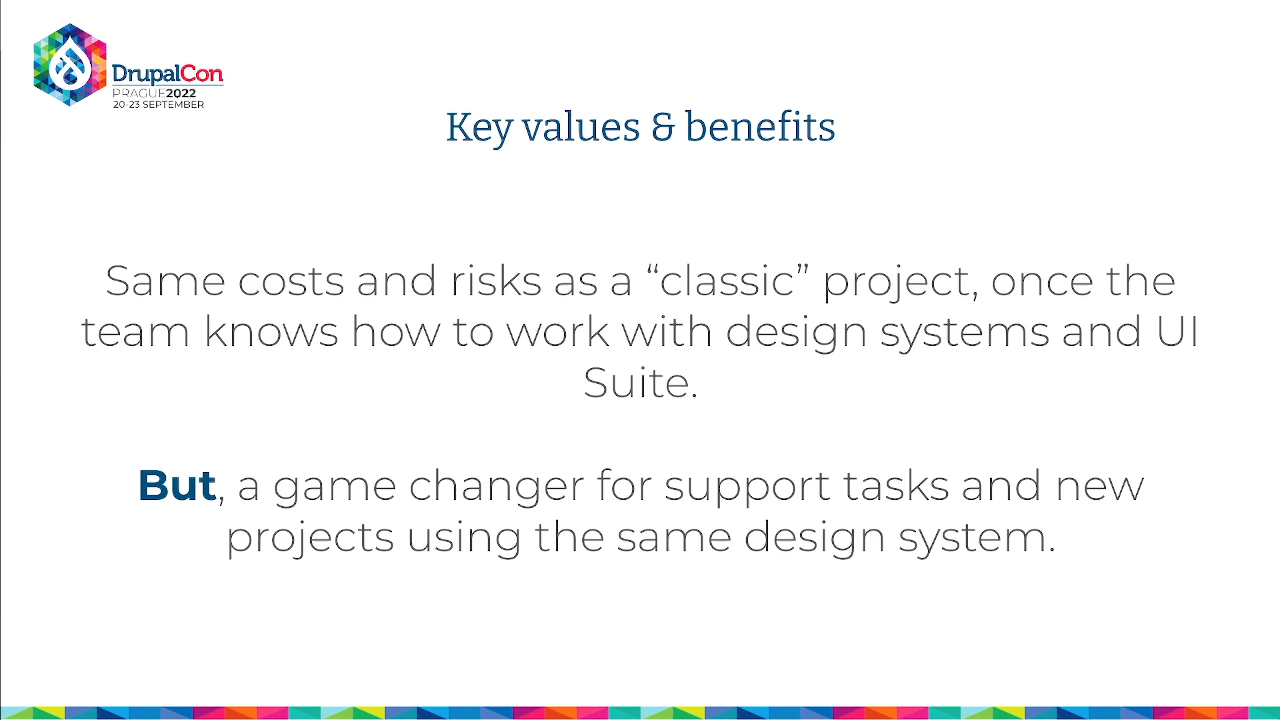 DrupalCon
PRAGUE2022
20-23 SEPTEMBER
Key values & benefits
Same costs and risks as a “classic” project, once the
team knows how to work with design systems and UI
Suite.
But, a game changer for support tasks and new
projects using the same design system.